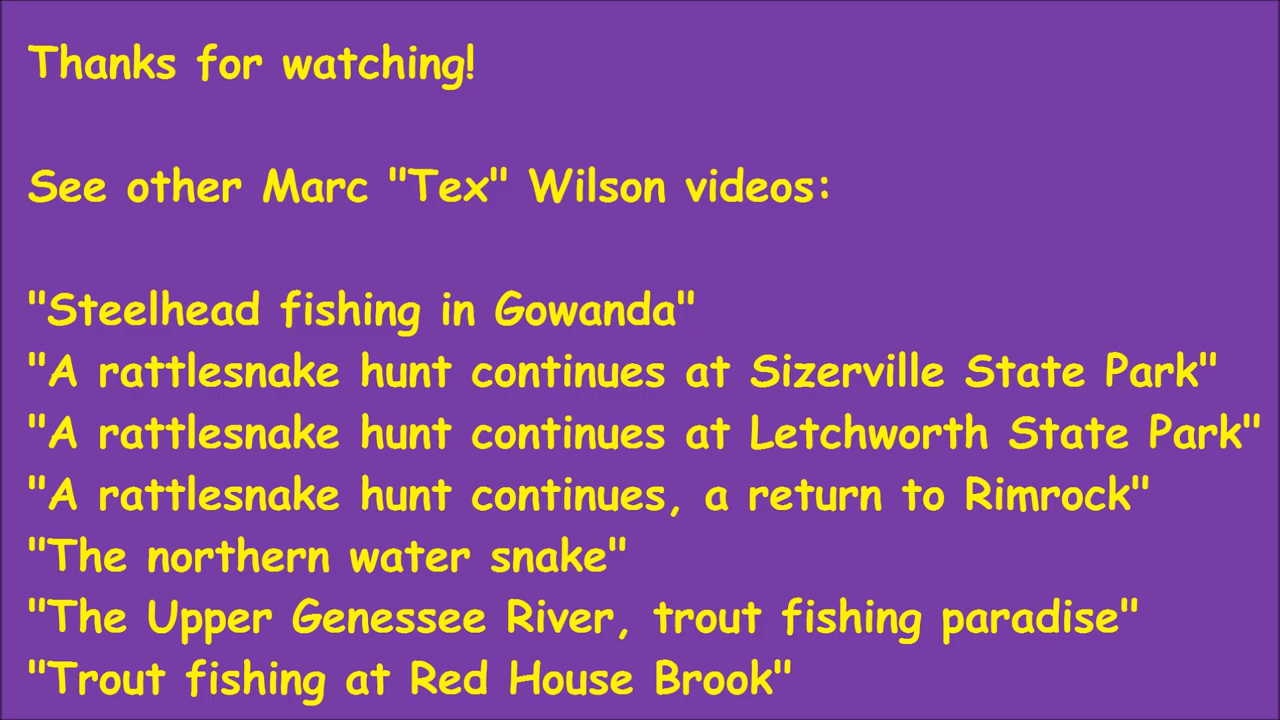 Thanks for watching!
See other Marc "Tex" Wilson videos:
"Steelhead fishing in Gowanda"
"A rattlesnake hunt continues at Sizerville State Park"
"A rattlesnake hunt continues at Letchworth State Park"
"A rattlesnake hunt continues, a return to Rimrock"
"The northern water snake"
"The Upper Genessee River, trout fishing paradise"
"Trout fishing at Red House Brook"